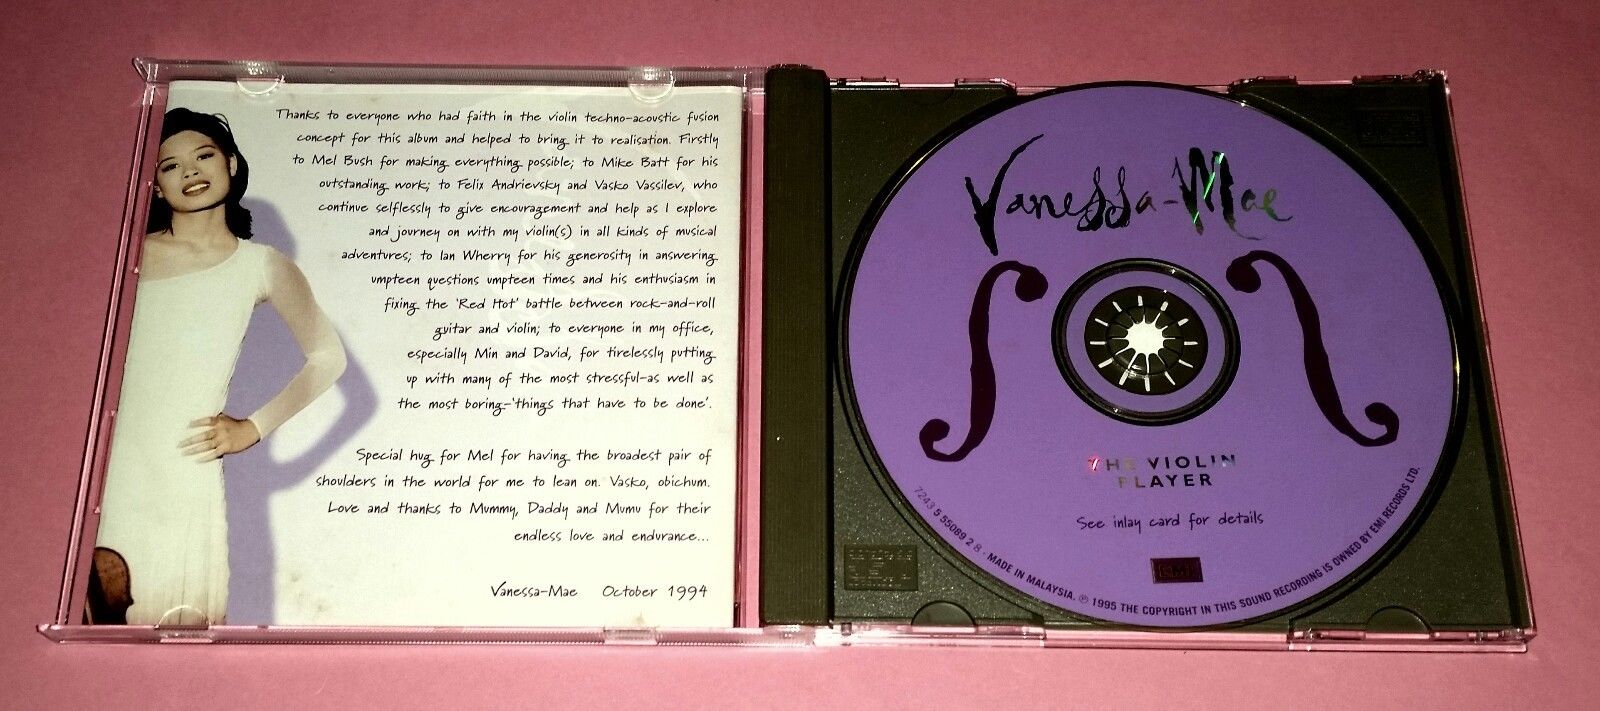 Thanks to everyone who had faith in the violin techno-acoustic fusion
concept for this album and helped to bring it to realisation. Firstly
to Mel Bush for making everything possible; to Mike Batt for his
outstanding work; to Felix Andrievsky and Vasko Vassilev, who
continue selflessly to give encouragement and help as I explore
and journey on with my violin(s) in all kinds of musical
adventures; to Ian Wherry for his generosity in answering
umpteen questions umpteen times and his enthusiasm in
fixing the 'Red Hot' battle between rock-and-roll
guitar and violin; to everyone in my office,
especially Min and David, for tirelessly putting
up with many of the most stressful-as well as
the most boring-'things that have to be done'.
Special hug for Mel for having the broadest pair of
shoulders in the world for me to lean on. Vasko, obichum.
Love and thanks to Mummy, Daddy and Mumu for their
endless love and endurance...
Vanessa-Mae October 1994
Vanessa-Mae
THE VIOLIN
PLAYER
See inlay card for details
7243 5 55089 2 8 · MADE IN MALAYSIA. ℗ 1995 THE COPYRIGHT IN THIS SOUND RECORDING IS OWNED BY EMI RECORDS LTD.